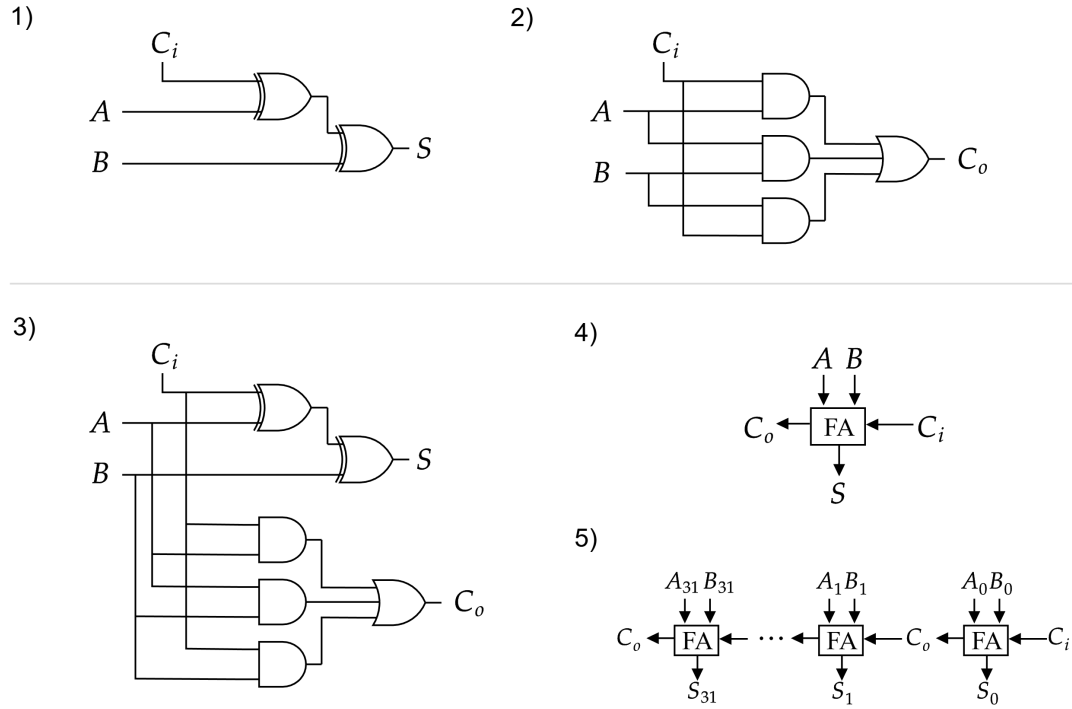 1)
C_i
A
B
S
2)
C_i
A
B
C_o
3)
C_i
A
B
S
C_o
4)
A B
C_o FA C_i
S
5)
A_31 B_31 A_1 B_1 A_0 B_0
C_o FA ... FA C_o FA C_i
S_31 S_1 S_0